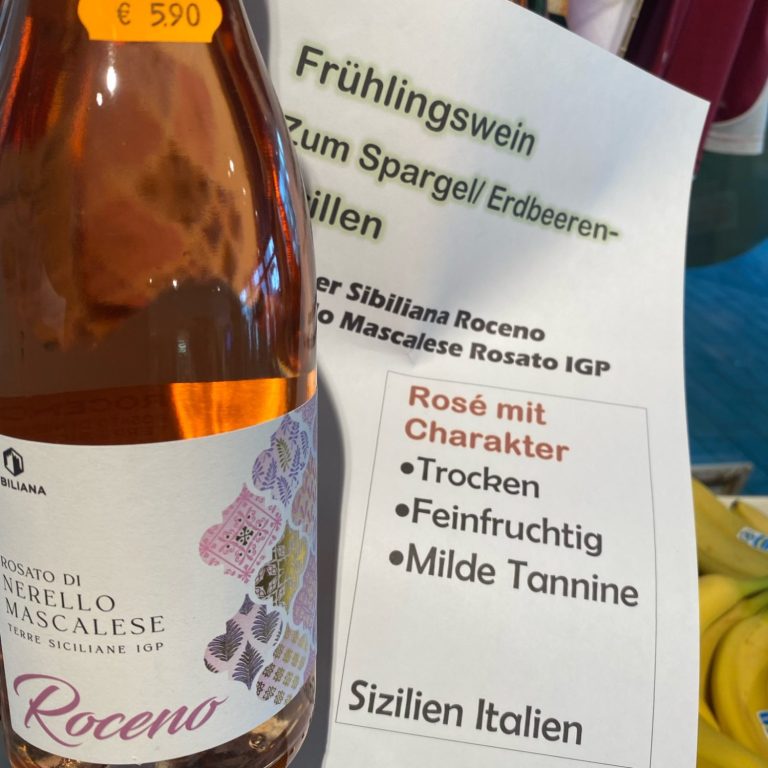 € 5.90
Frühlingswein
Zum Spargel/ Erdbeeren-
illen
er Sibiliana Roceno
o Mascalese Rosato IGP
Rosé mit
Charakter
•Trocken
•Feinfruchtig
•Milde Tannine
Sizilien Italien
BILIANA
ROSATO DI
NERELLO
MASCALESE
TERRE SICILIANE IGP
Roceno